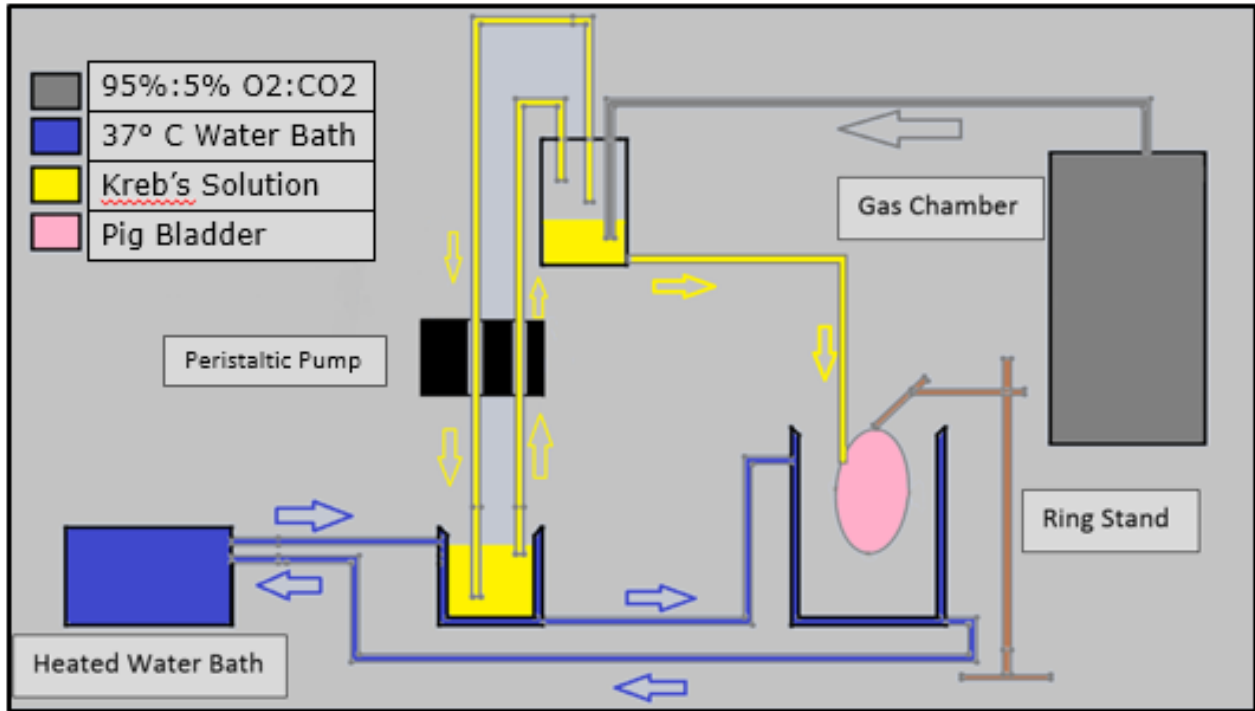 95%:5% O2:CO2
37° C Water Bath
Kreb’s Solution
Pig Bladder
Gas Chamber
Peristaltic Pump
Ring Stand
Heated Water Bath